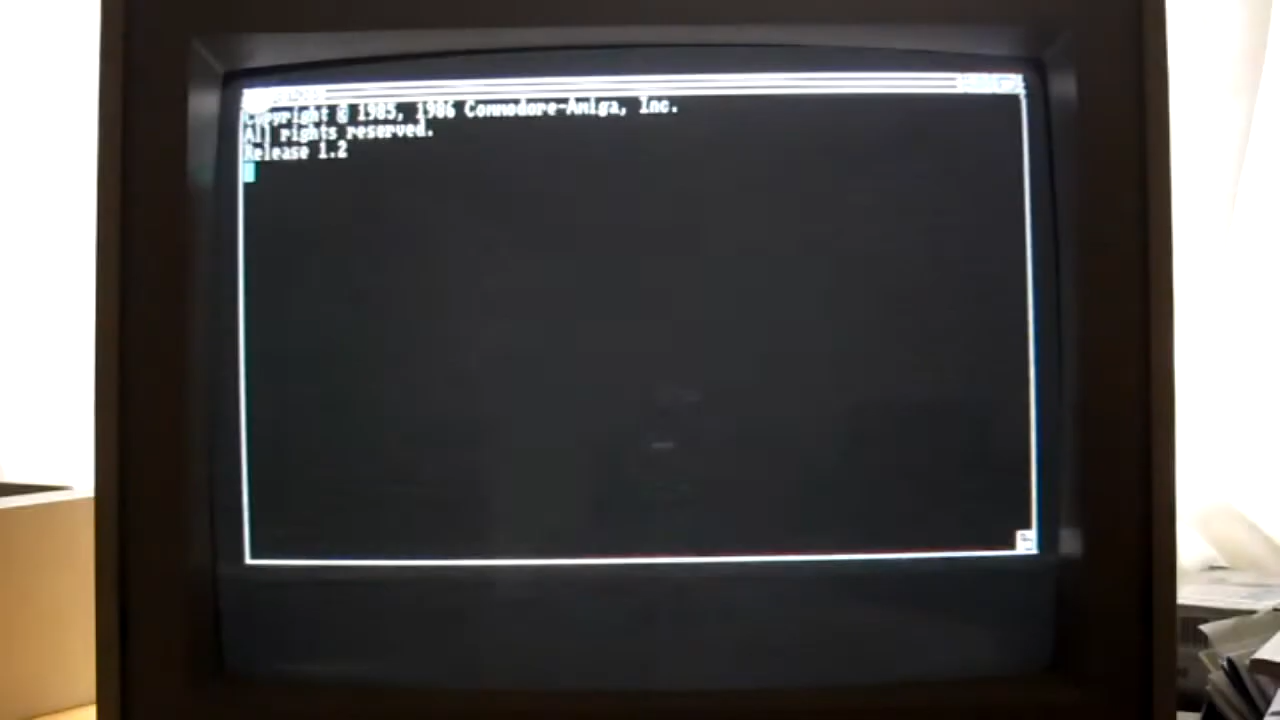 Copyright © 1985, 1986 Commodore-Amiga, Inc.
All rights reserved.
Release 1.2